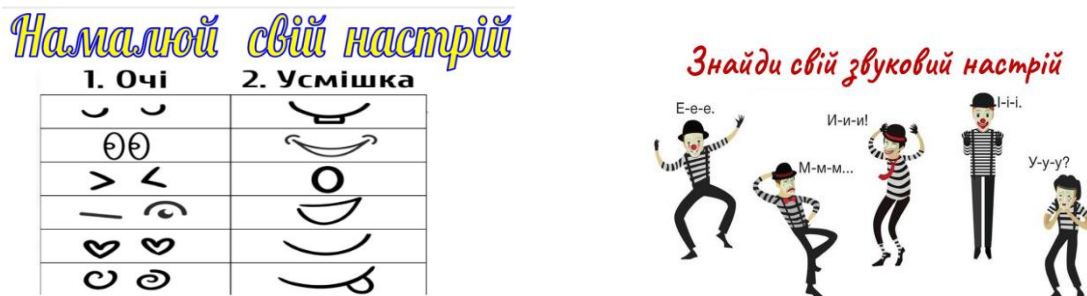 Намалюй свій настрій
1. Очі 2. Усмішка
Знайди свій звуковий настрій
Е-е-е.
М-м-м...
И-и-и!
І-і-і.
У-у-у?